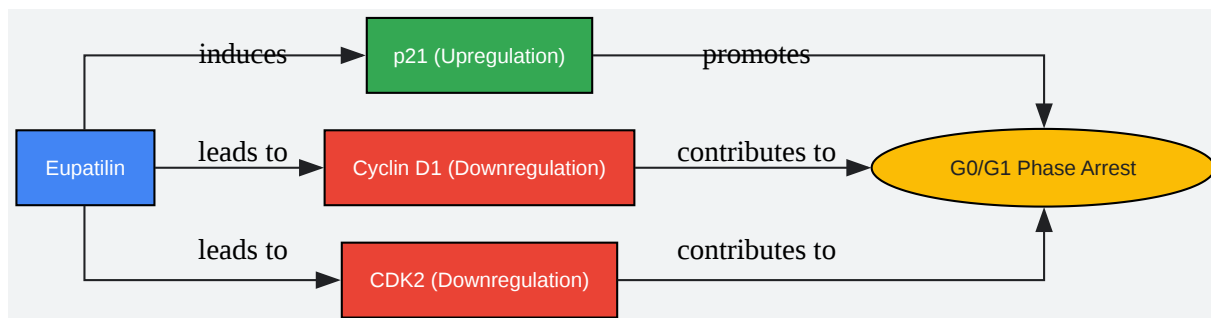 induces
p21 (Upregulation)
promotes
Eupatilin
leads to
Cyclin D1 (Downregulation)
contributes to
G0/G1 Phase Arrest
leads to
CDK2 (Downregulation)
contributes to